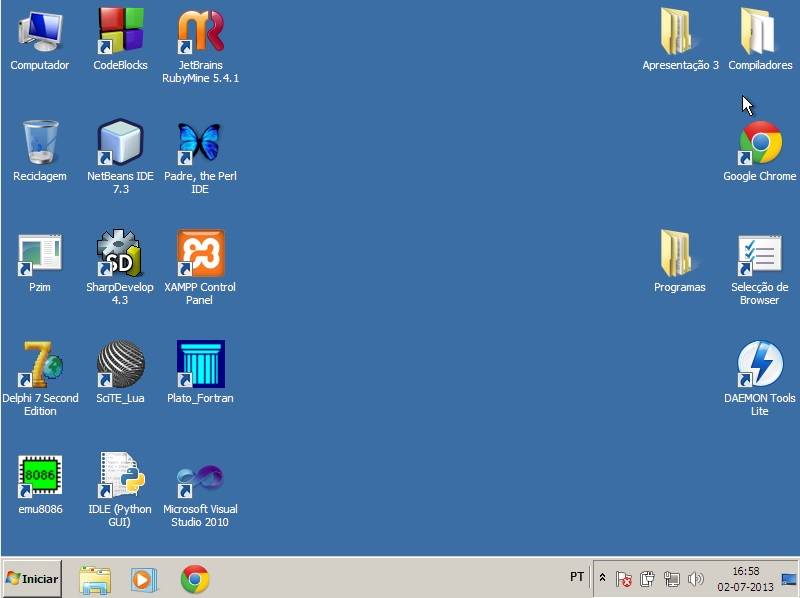 Computador
CodeBlocks
JetBrains
RubyMine 5.4.1
Apresentação 3
Compiladores
Reciclagem
NetBeans IDE
7.3
Padre, the Perl
IDE
Google Chrome
Pzim
SD
SharpDevelop
4.3
XAMPP Control
Panel
Programas
Selecção de
Browser
7
Delphi 7 Second
Edition
SciTE_Lua
Plato_Fortran
DAEMON Tools
Lite
8086
emu8086
IDLE (Python
GUI)
Microsoft Visual
Studio 2010
Iniciar
PT
16:58
02-07-2013